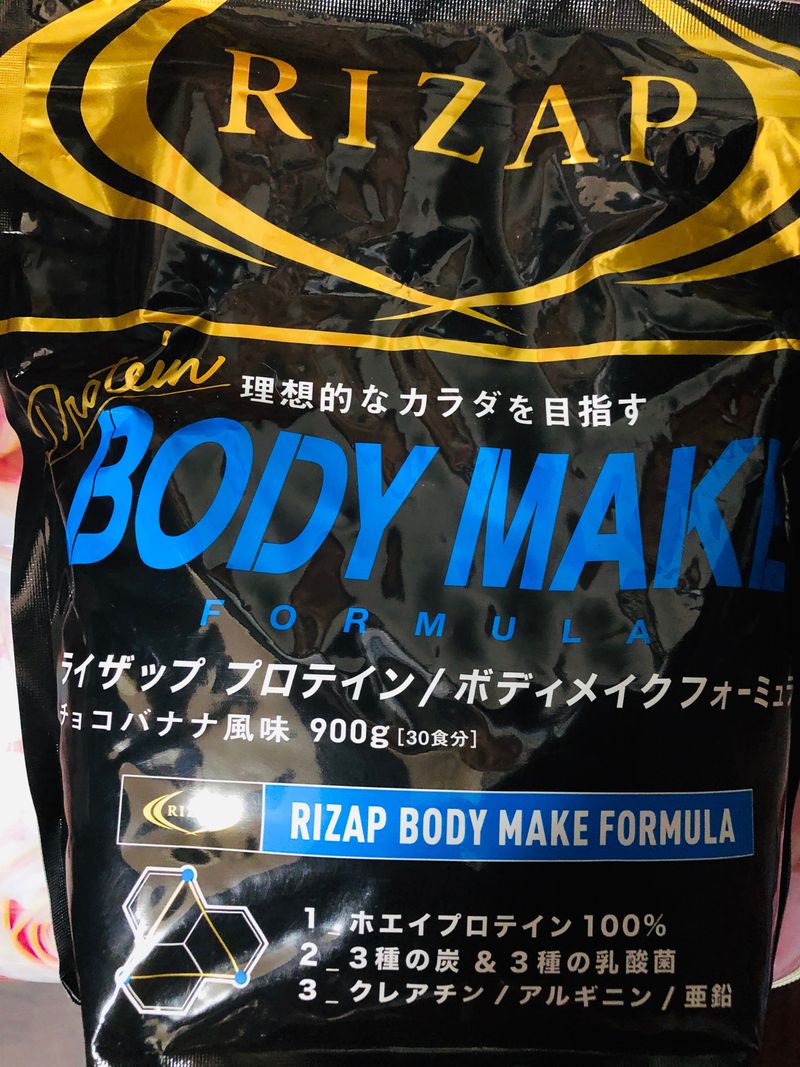 RIZAP
Protein
理想的なカラダを目指す
BODY MAKE
FORMULA
ライザップ プロテイン/ボディメイクフォーミュラ
チョコバナナ風味 900g [30食分]
RIZAP BODY MAKE FORMULA
1_ホエイプロテイン100%
2_3種の炭 & 3種の乳酸菌
3_クレアチン/アルギニン/亜鉛